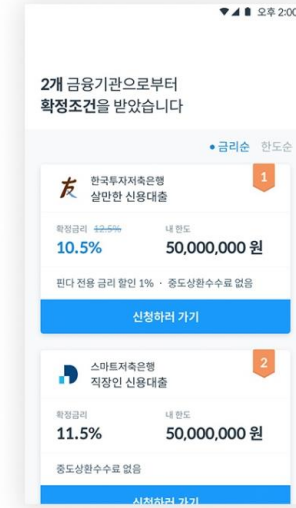 오후 2:00
2개 금융기관으로부터
확정조건을 받았습니다
• 금리순 한도순
1
한국투자저축은행
살만한 신용대출
확정금리 12.5% 내 한도
10.5% 50,000,000 원
핀다 전용 금리 할인 1% · 중도상환수수료 없음
신청하러 가기
2
스마트저축은행
직장인 신용대출
확정금리 내 한도
11.5% 50,000,000 원
중도상환수수료 없음
신청하러 가기